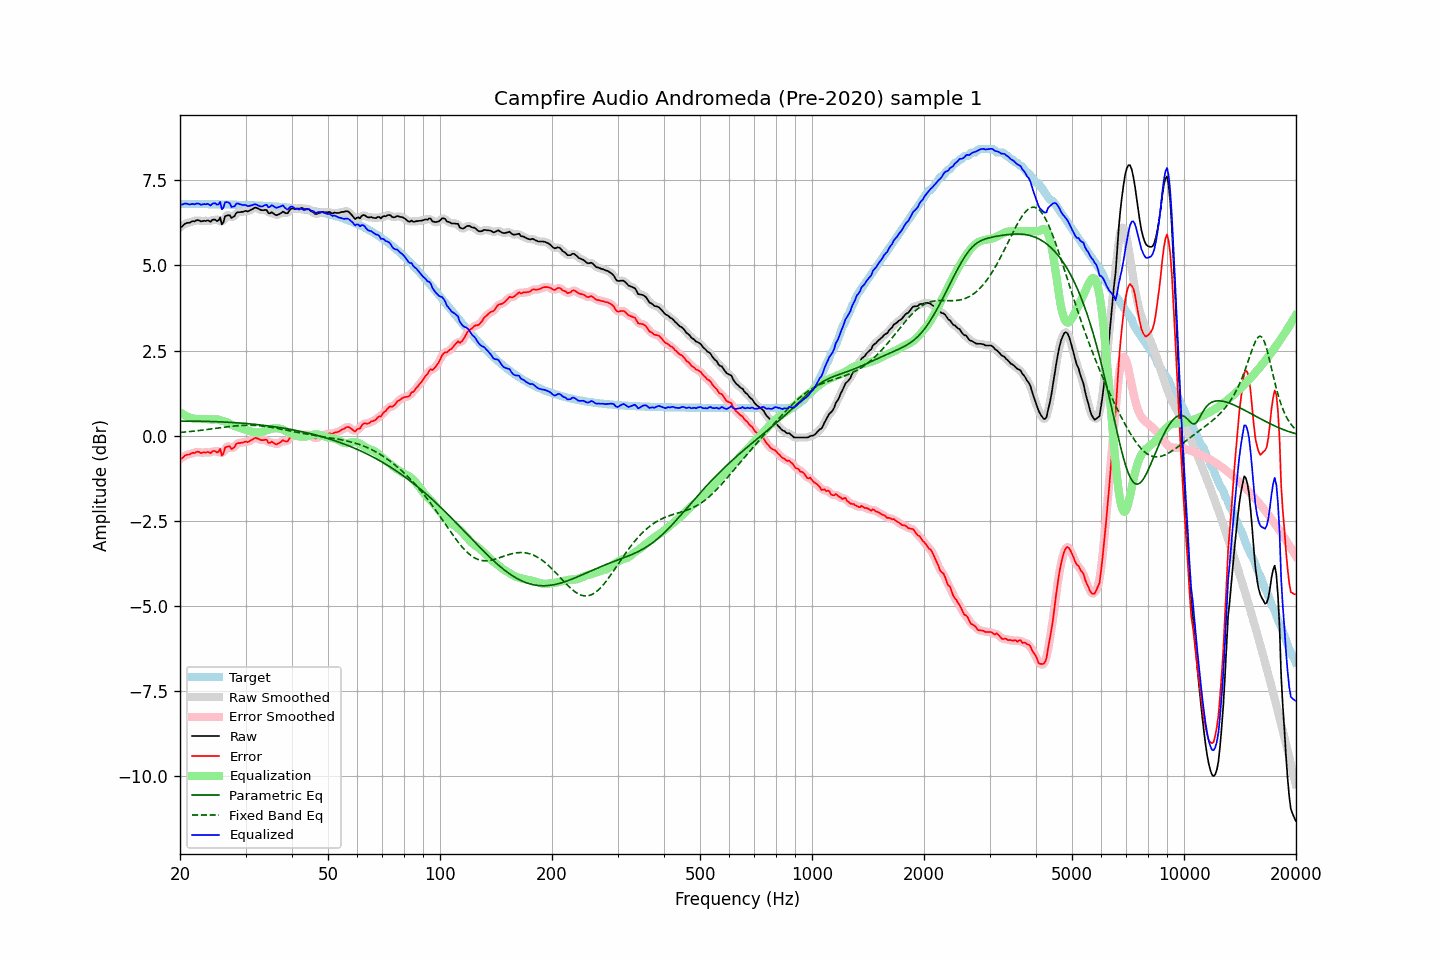 Campfire Audio Andromeda (Pre-2020) sample 1
Amplitude (dBr)
7.5
5.0
2.5
0.0
−2.5
−5.0
−7.5
−10.0
Target
Raw Smoothed
Error Smoothed
Raw
Error
Equalization
Parametric Eq
Fixed Band Eq
Equalized
20 50 100 200 500 1000 2000 5000 10000 20000
Frequency (Hz)